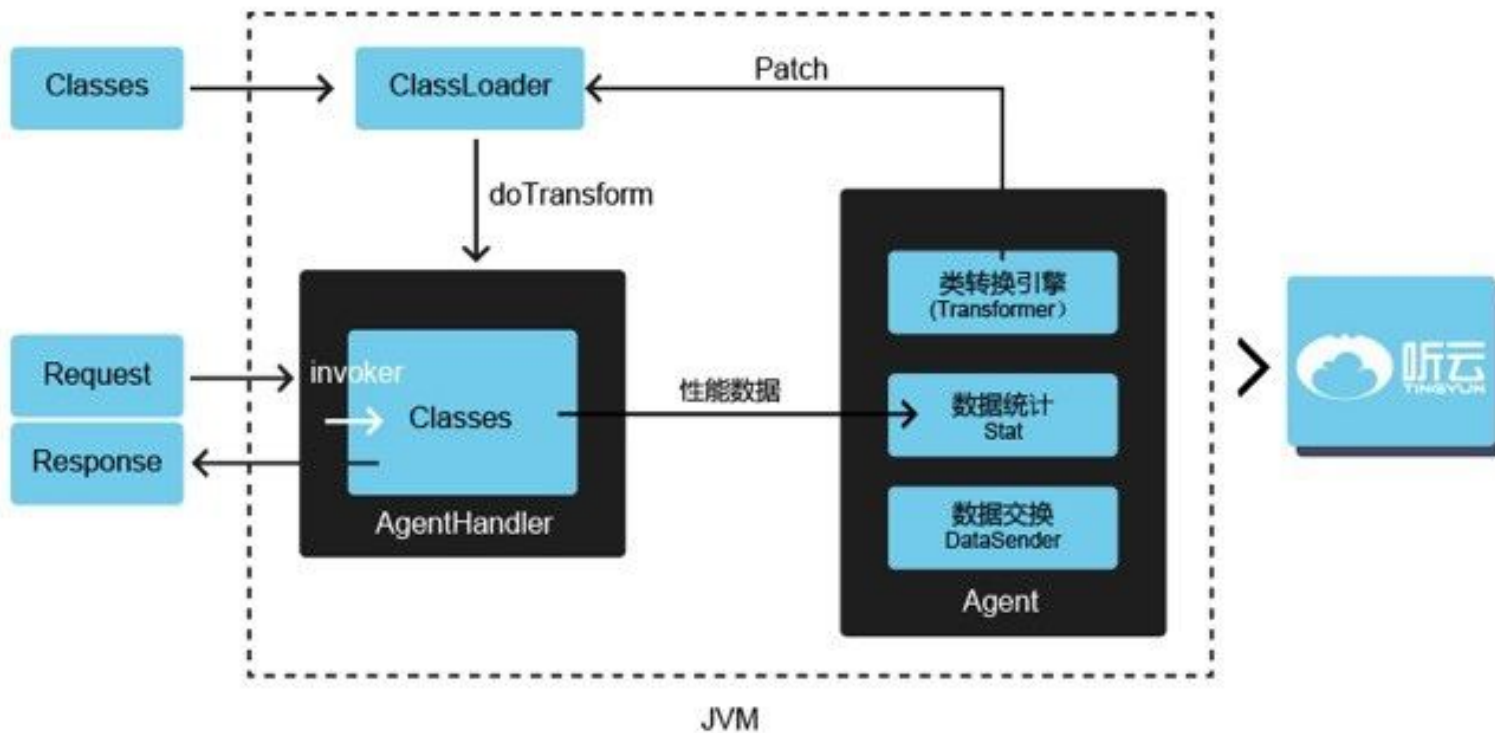 Classes
ClassLoader
Patch
doTransform
类转换引擎
(Transformer）
Request
invoker
Classes
性能数据
数据统计
Stat
Response
AgentHandler
数据交换
DataSender
Agent
听云
TINGYUN
JVM